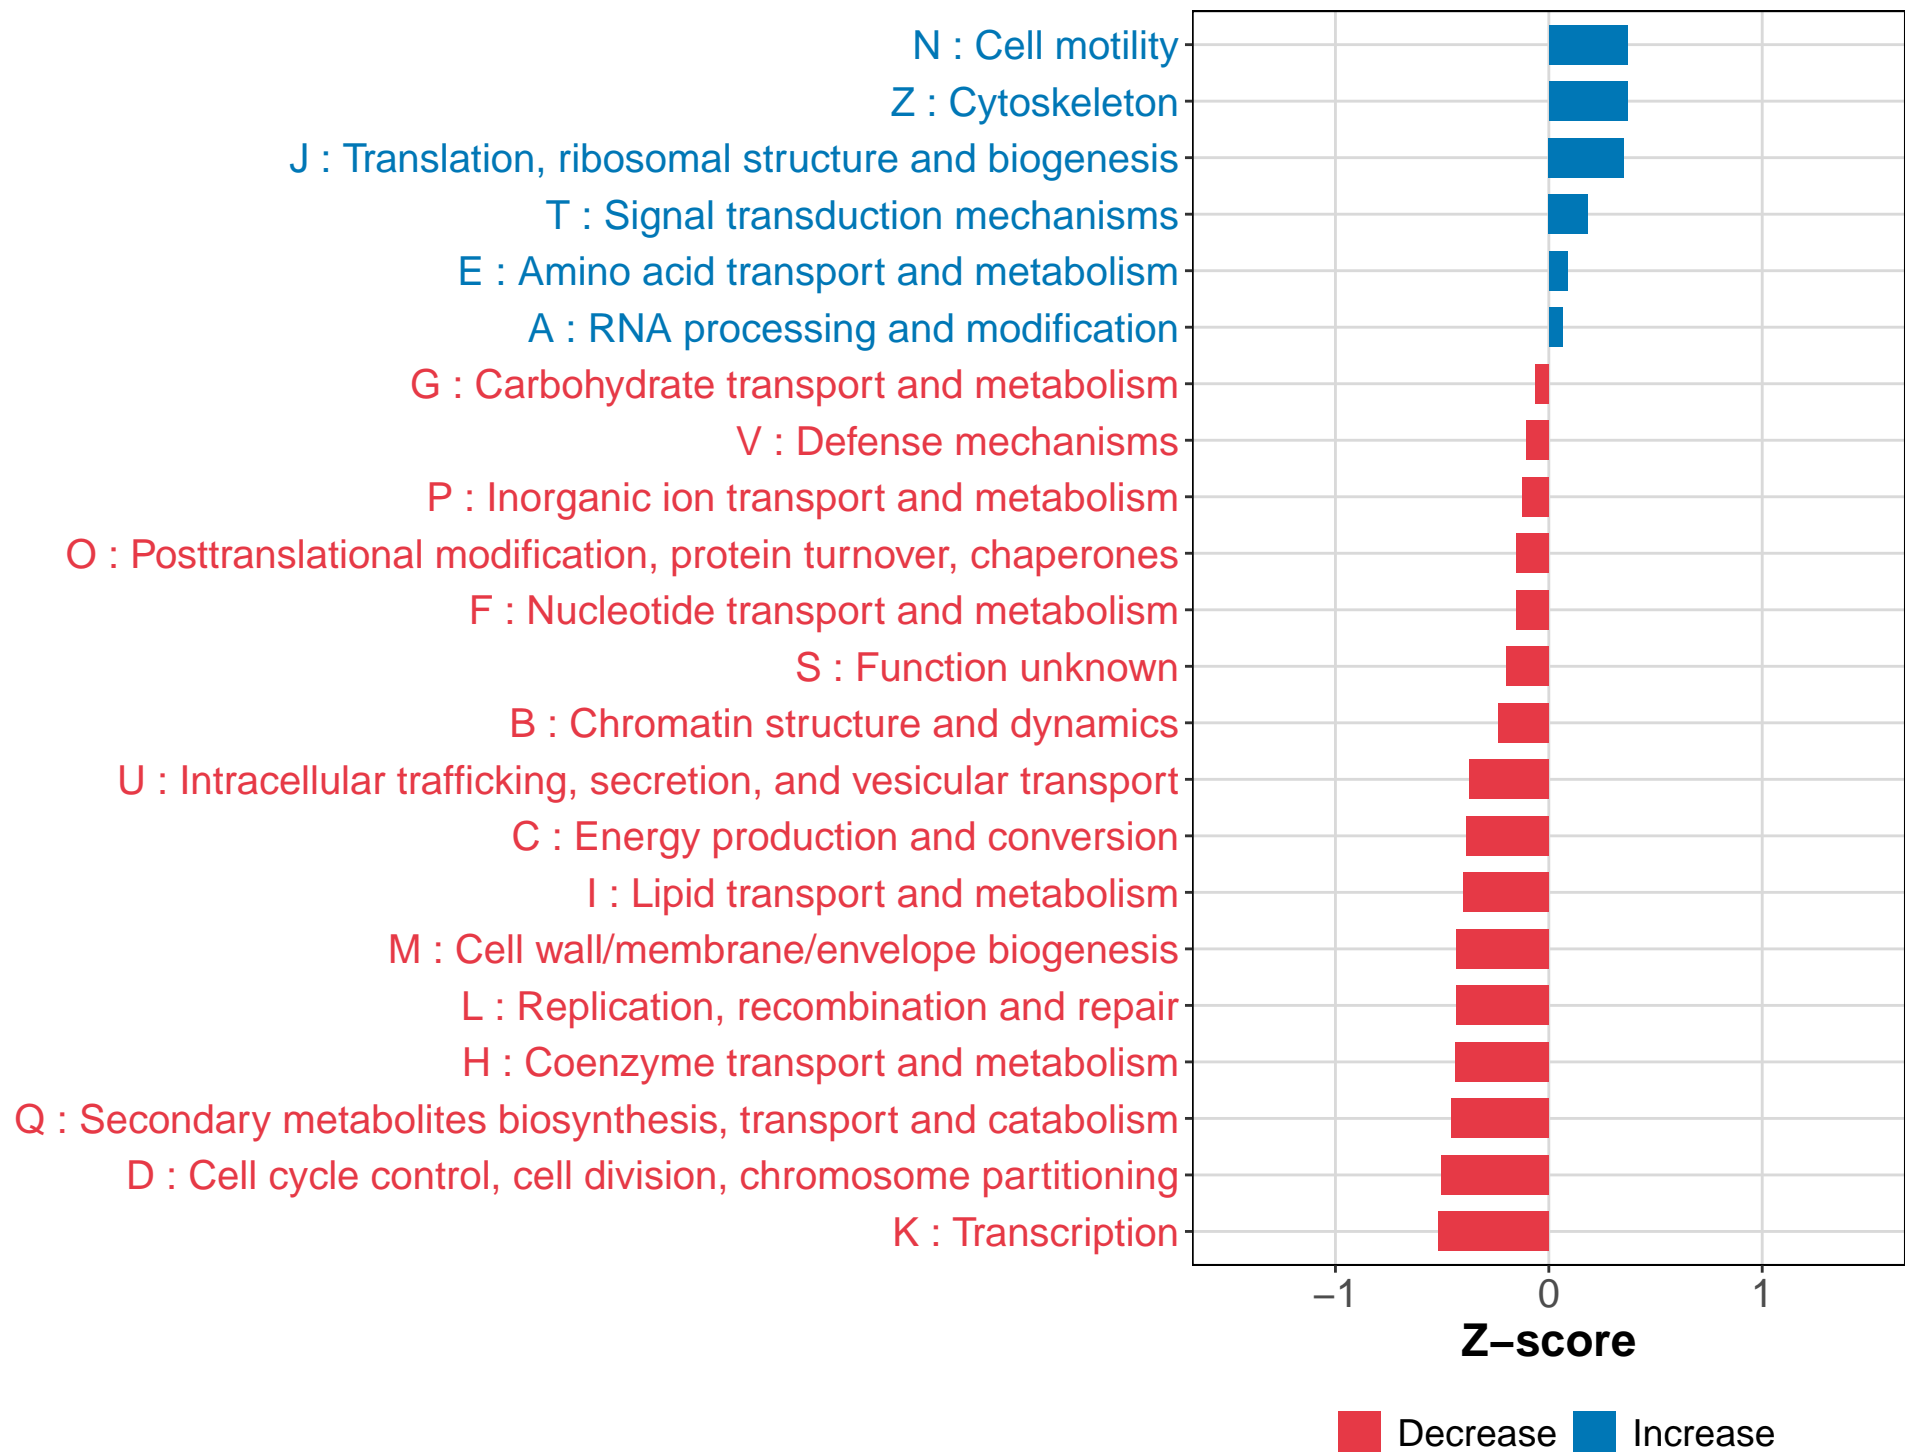 N : Cell motility
Z : Cytoskeleton
J : Translation, ribosomal structure and biogenesis
T : Signal transduction mechanisms
E : Amino acid transport and metabolism
A : RNA processing and modification
G : Carbohydrate transport and metabolism
V : Defense mechanisms
P : Inorganic ion transport and metabolism
O : Posttranslational modification, protein turnover, chaperones
F : Nucleotide transport and metabolism
S : Function unknown
B : Chromatin structure and dynamics
U : Intracellular trafficking, secretion, and vesicular transport
C : Energy production and conversion
I : Lipid transport and metabolism
M : Cell wall/membrane/envelope biogenesis
L : Replication, recombination and repair
H : Coenzyme transport and metabolism
Q : Secondary metabolites biosynthesis, transport and catabolism
D : Cell cycle control, cell division, chromosome partitioning
K : Transcription
−1 0 1
Z−score
Decrease Increase